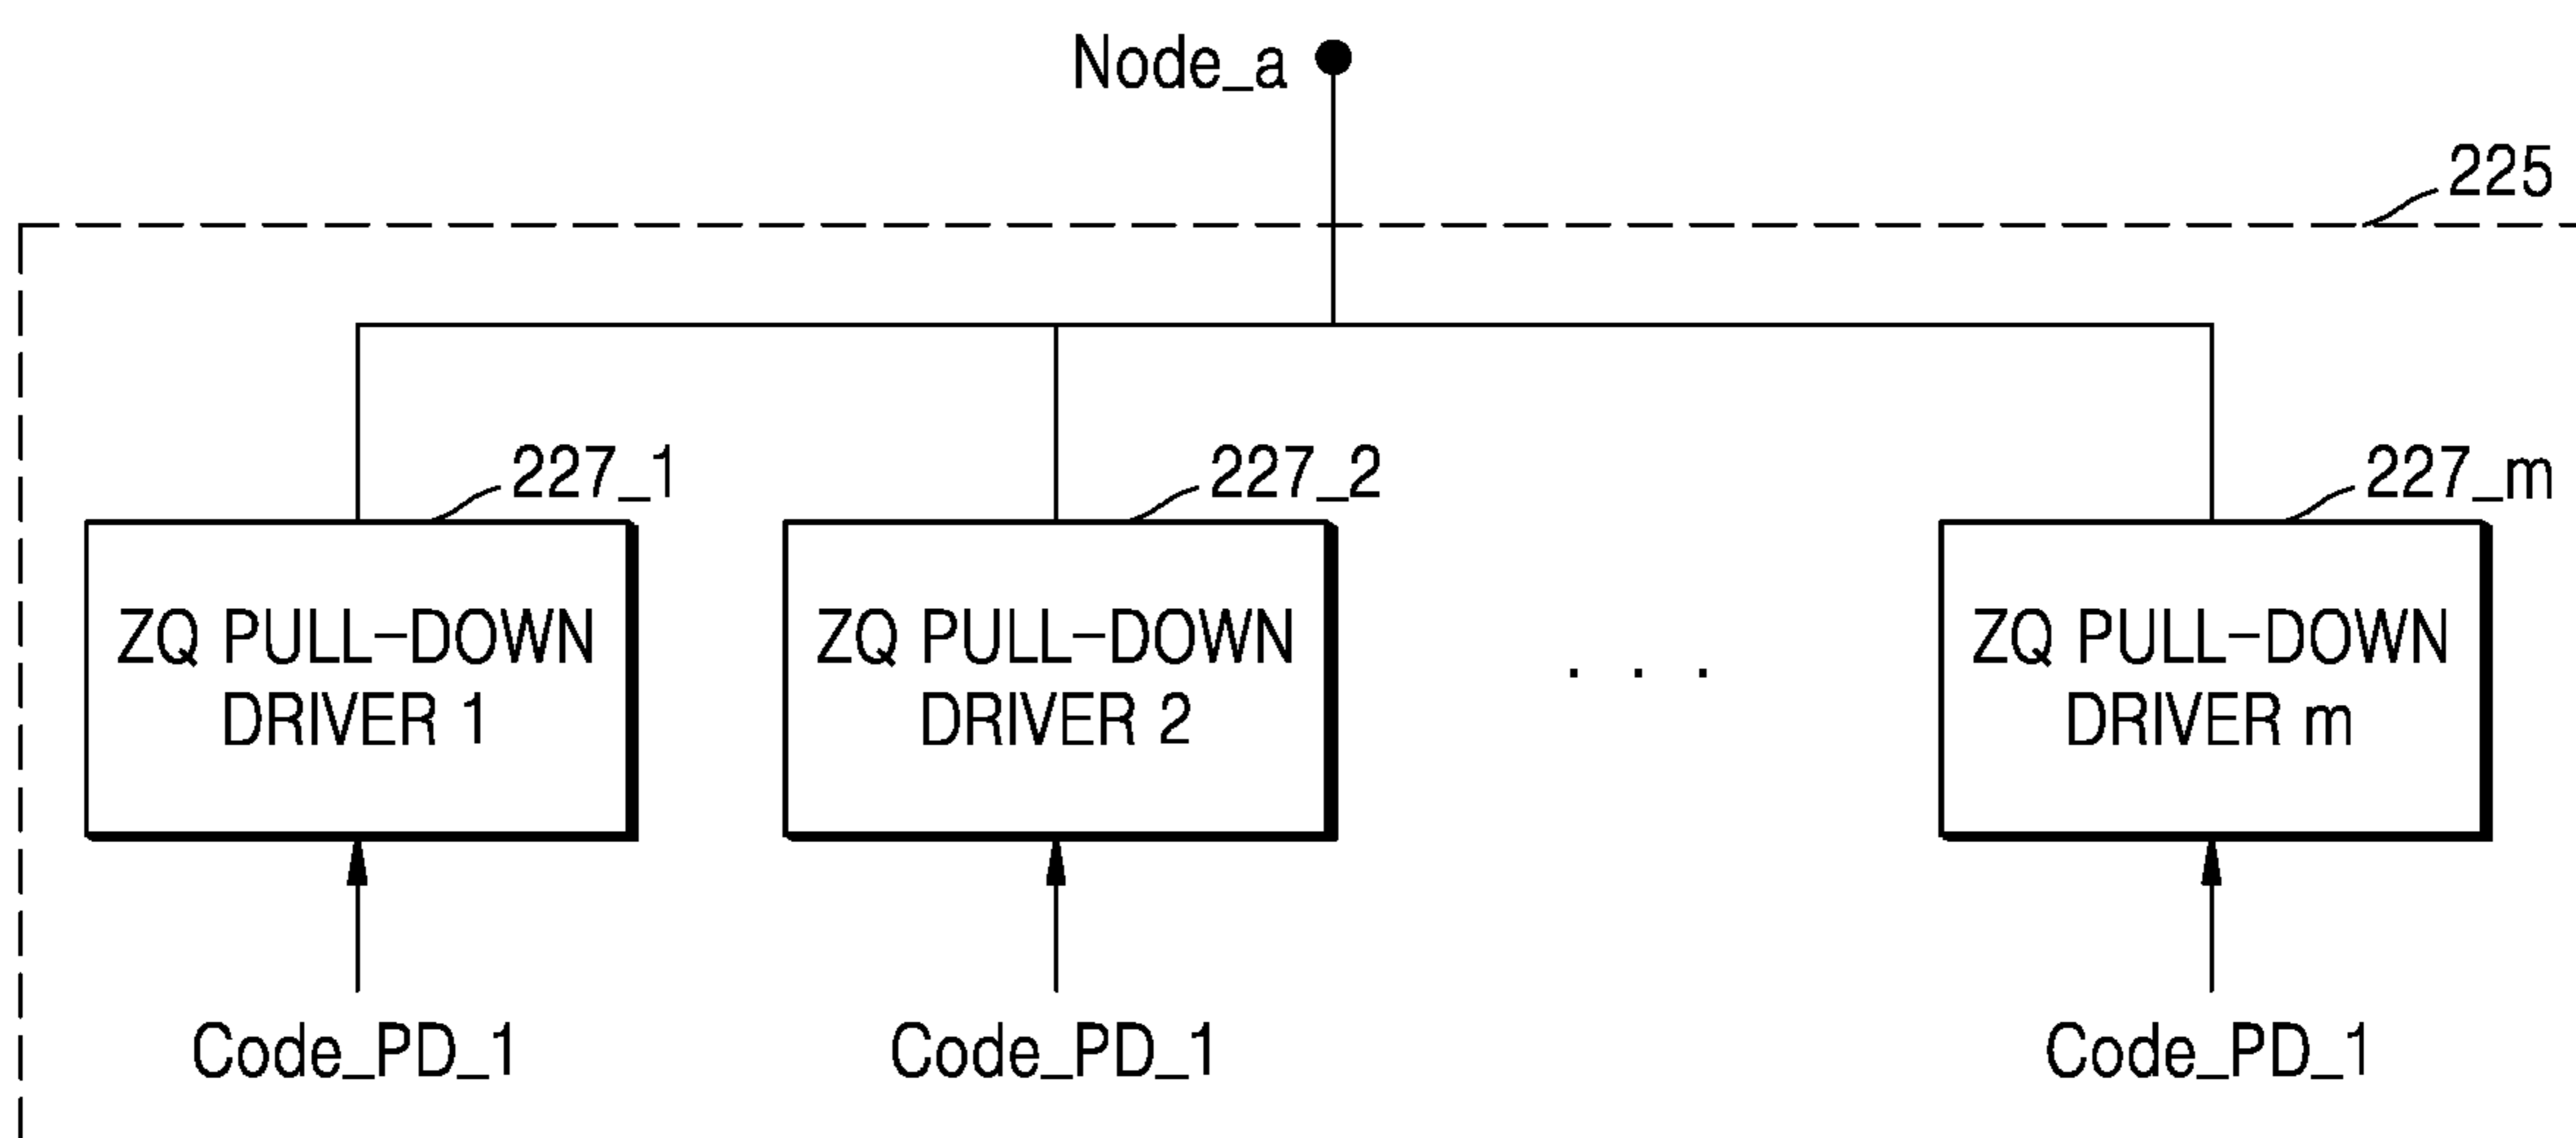 Node_a
225
227_1
227_2
227_m
ZQ PULL-DOWN
DRIVER 1
ZQ PULL-DOWN
DRIVER 2
. . .
ZQ PULL-DOWN
DRIVER m
Code_PD_1
Code_PD_1
Code_PD_1